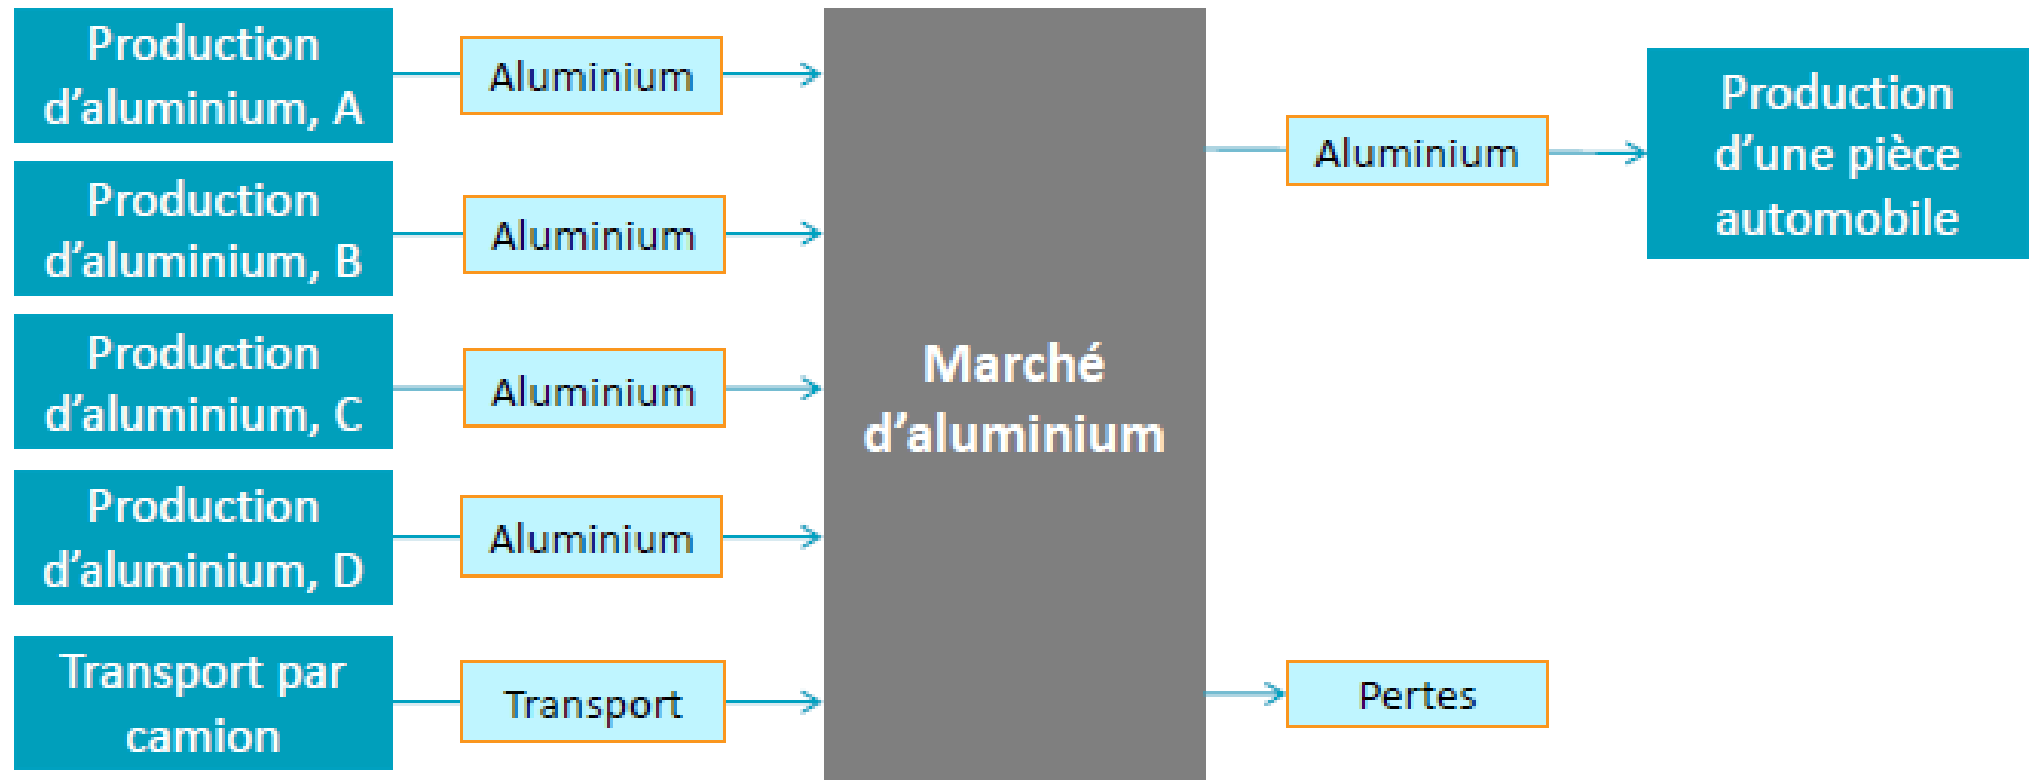 Production
d’aluminium, A
Aluminium
Production
d’aluminium, B
Aluminium
Production
d’aluminium, C
Aluminium
Production
d’aluminium, D
Aluminium
Transport par
camion
Transport
Marché
d’aluminium
Aluminium
Production
d’une pièce
automobile
Pertes